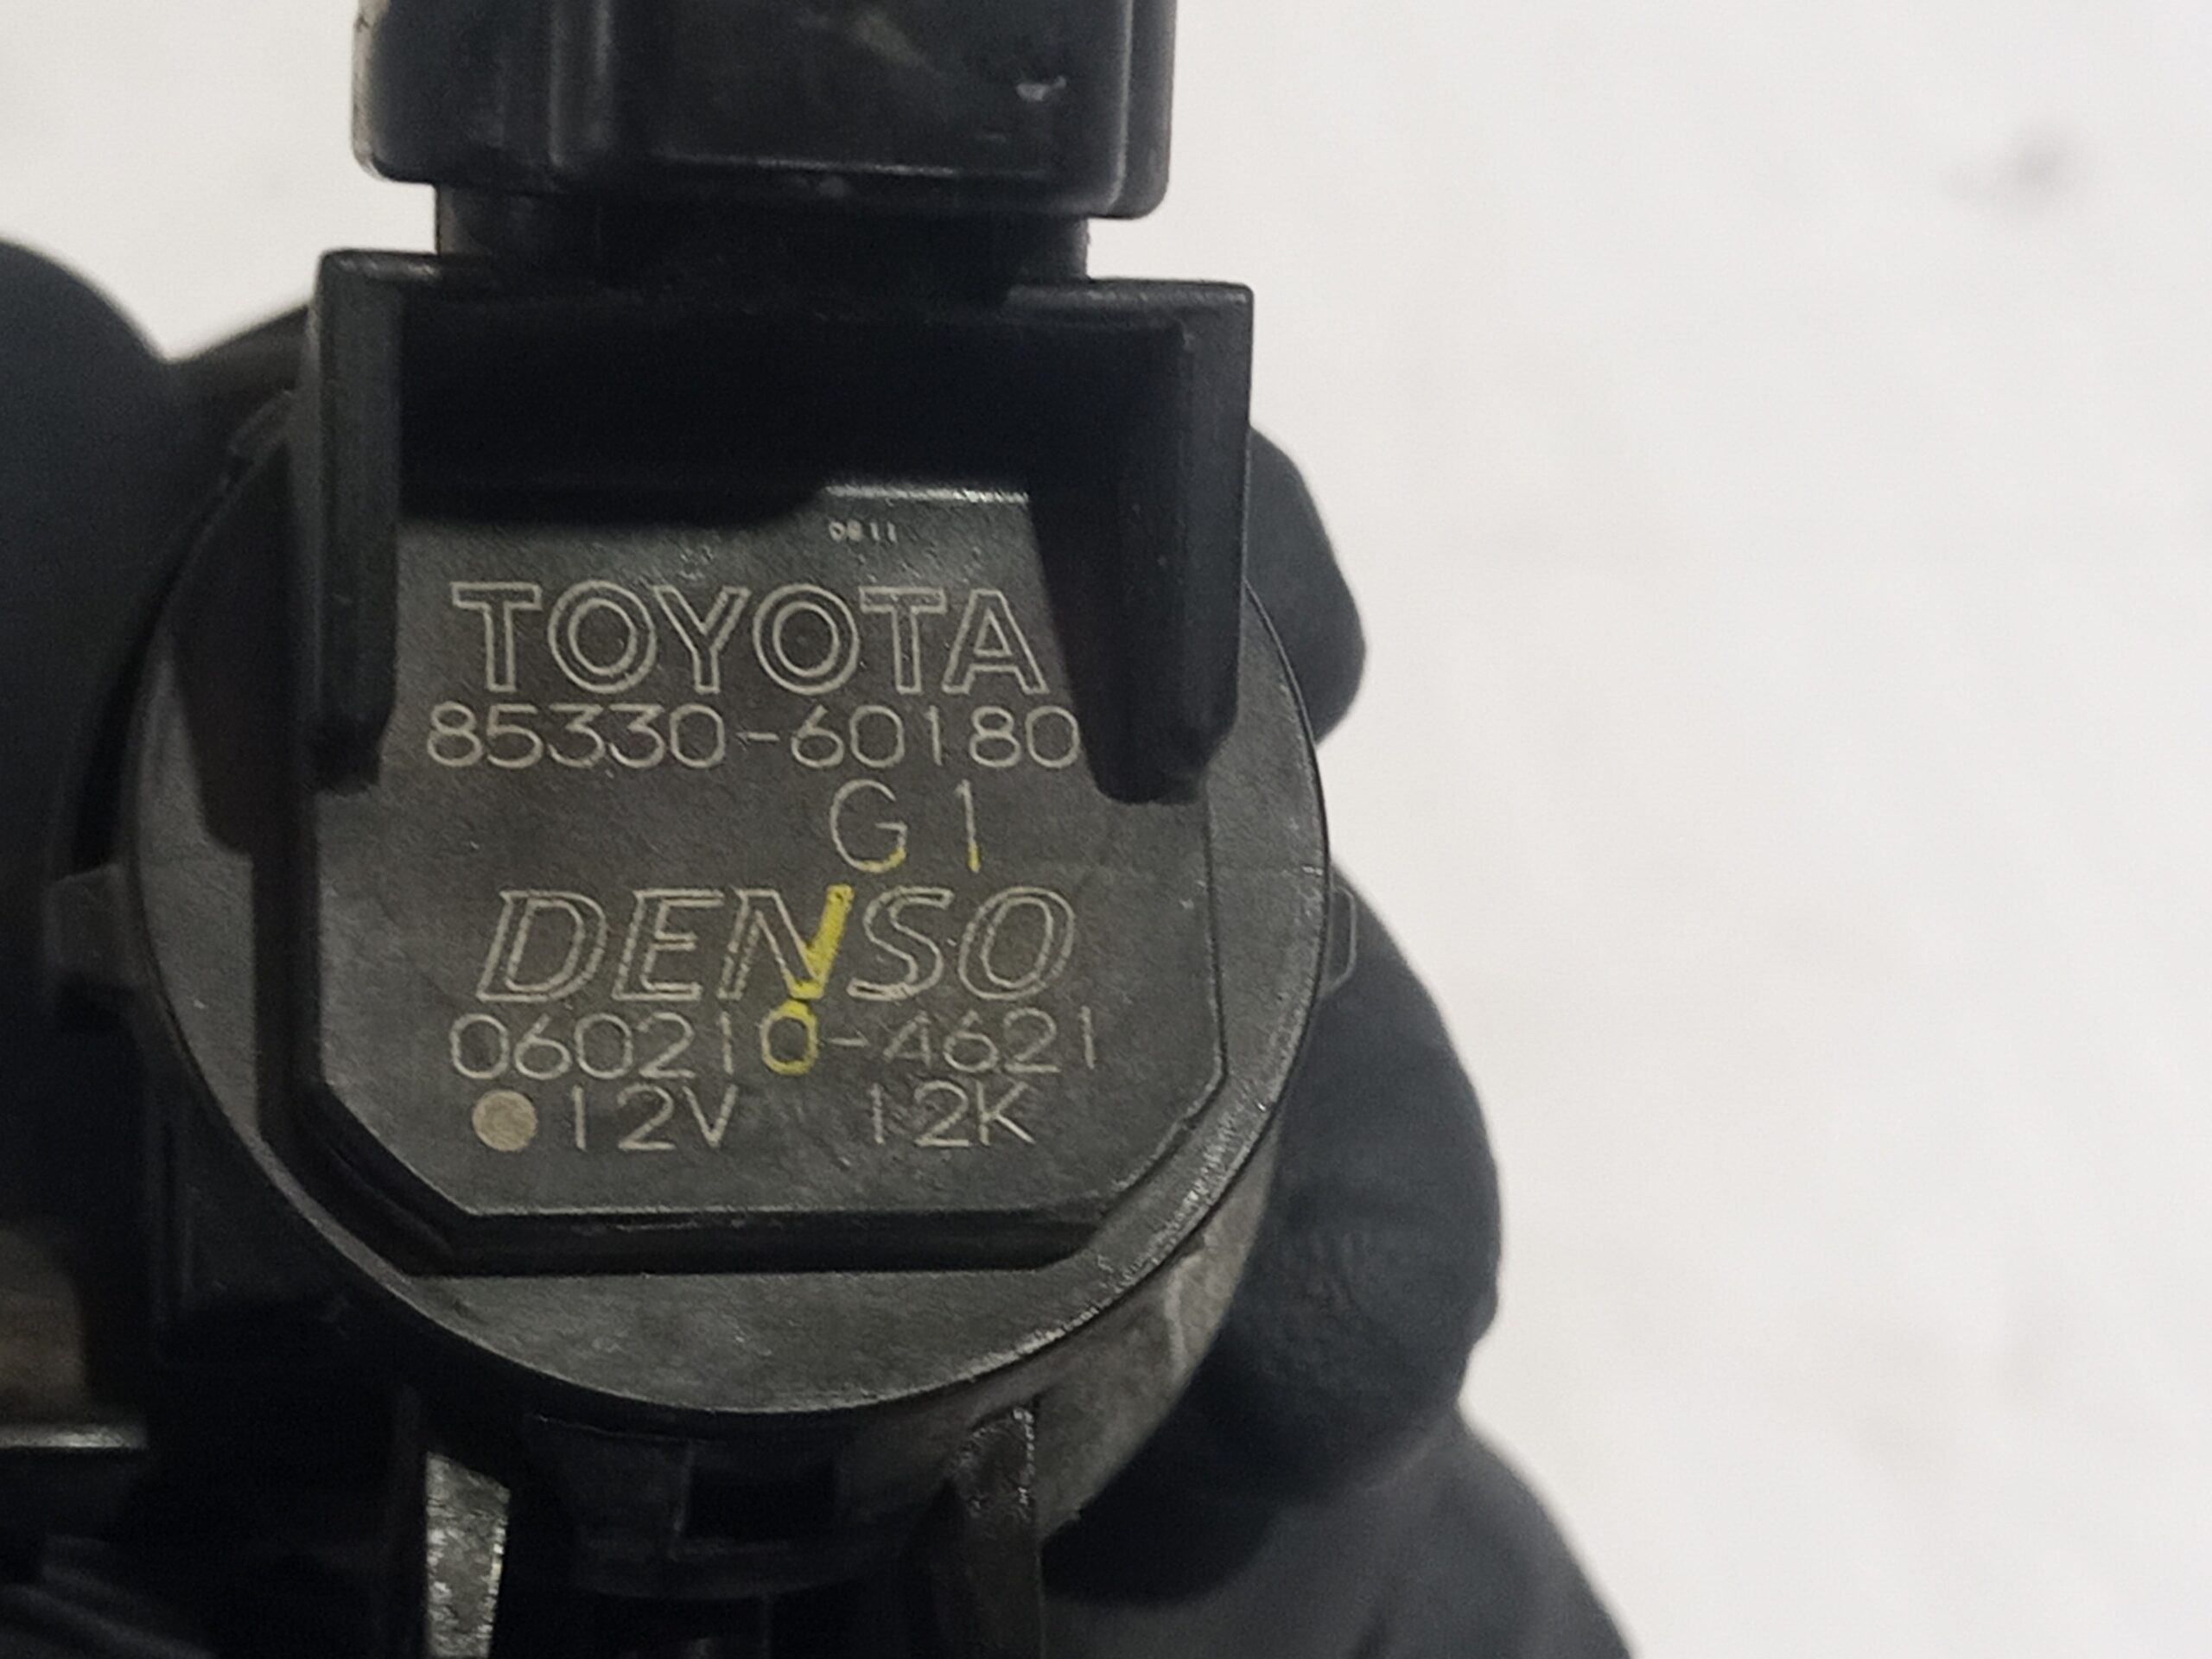 TOYOTA
85330-60180
G1
DENSO
060210-4621
12V 12K